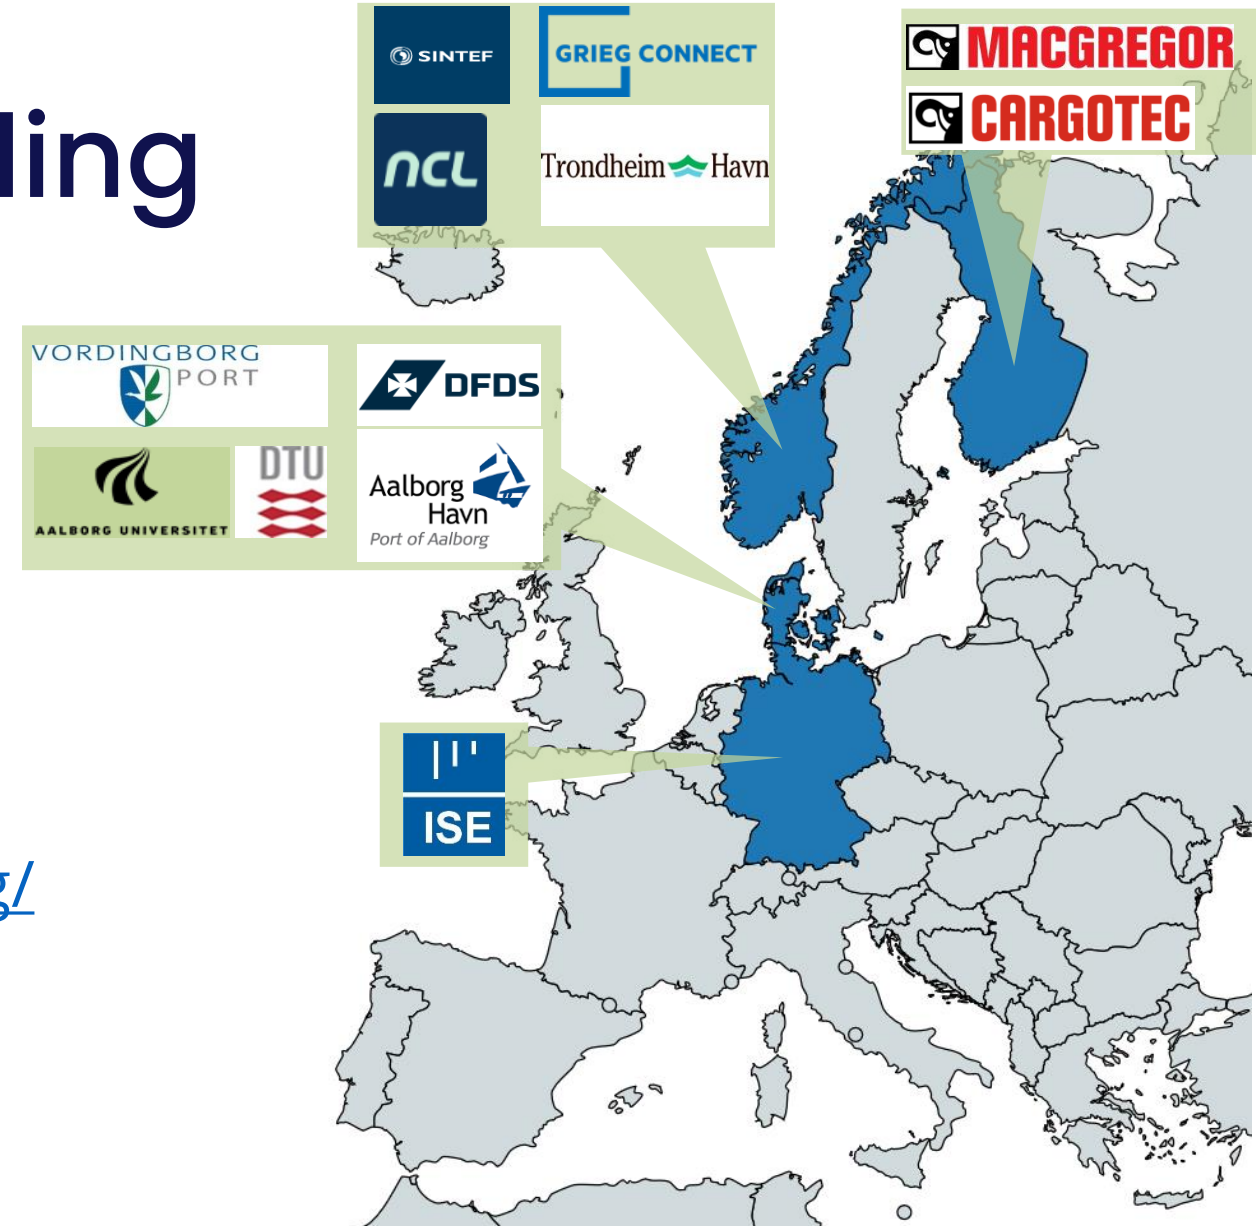 ling
g/
SINTEF
GRIEG CONNECT
ncl
Trondheim Havn
MACGREGOR
CARGOTEC
VORDINGBORG
PORT
DFDS
AALBORG UNIVERSITET
DTU
Aalborg
Havn
Port of Aalborg
ISE